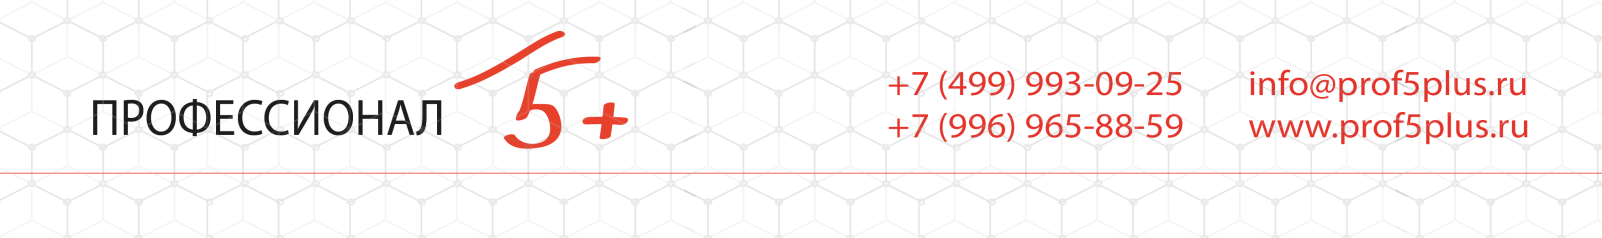 ПРОФЕССИОНАЛ 5+
+7 (499) 993-09-25
+7 (996) 965-88-59
info@prof5plus.ru
www.prof5plus.ru